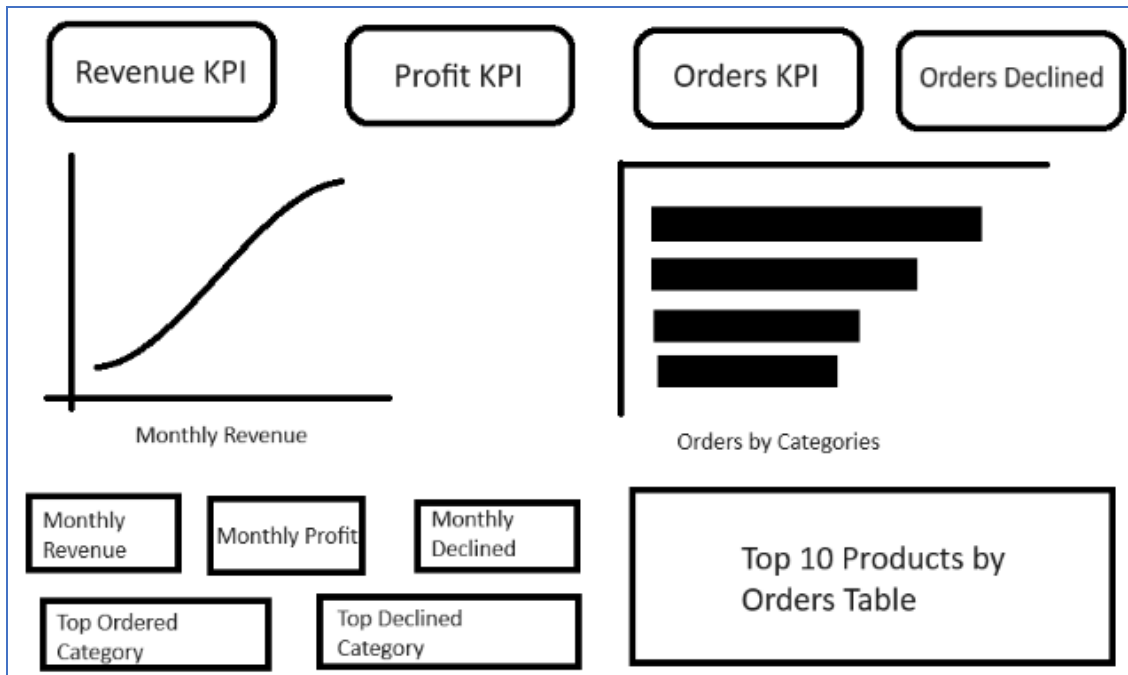 Revenue KPI
Profit KPI
Orders KPI
Orders Declined
Monthly Revenue
Orders by Categories
Monthly
Revenue
Monthly Profit
Monthly
Declined
Top Ordered
Category
Top Declined
Category
Top 10 Products by
Orders Table